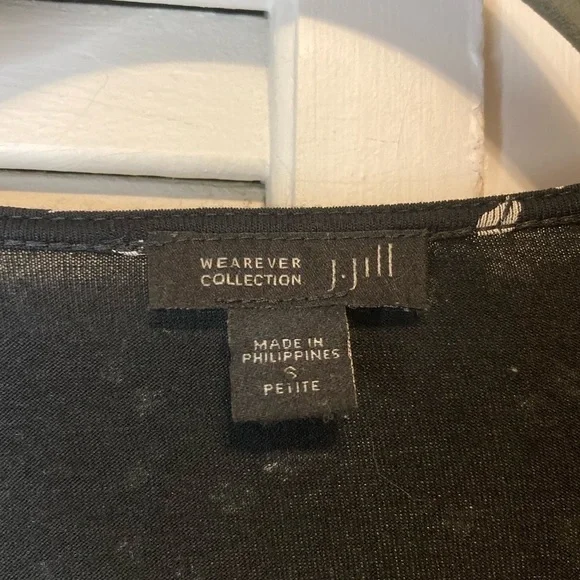 WEAREVER
COLLECTION
J.Jill
MADE IN
PHILIPPINES
S
PETITE